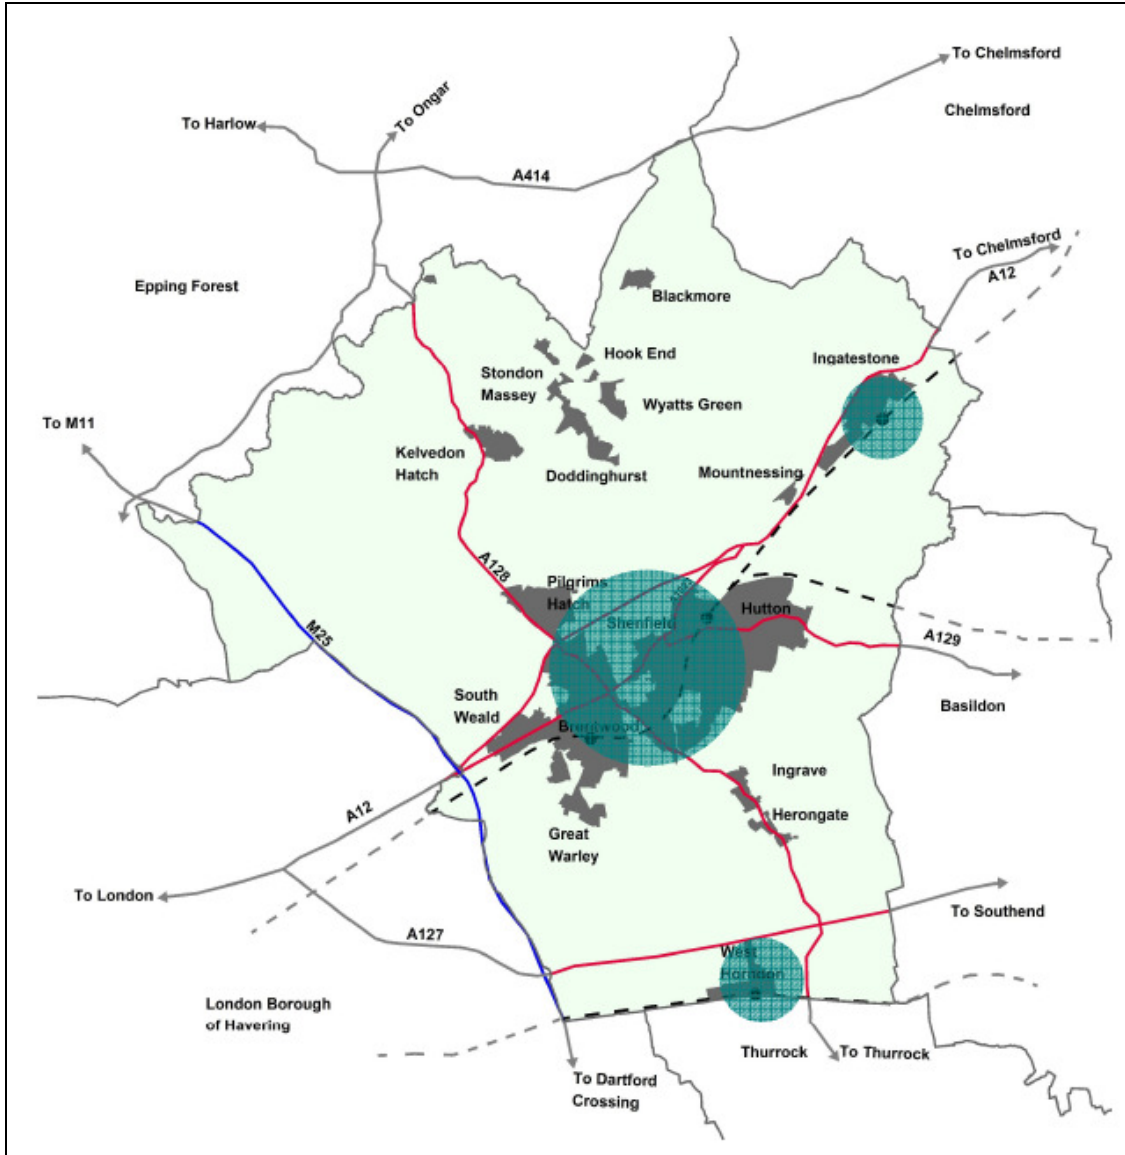 To Chelmsford
Chelmsford
To Ongar
To Harlow
A414
To Chelmsford
A12
Epping Forest
Blackmore
Hook End
Ingatestone
Stondon
Massey
Wyatts Green
To M11
Kelvedon
Hatch
Doddinghurst
Mountnessing
A128
Pilgrims
Hatch
Hutton
Shenfield
M25
A129
South
Weald
Brentwood
Basildon
Ingrave
Herongate
A12
Great
Warley
To London
To Southend
A127
West
Horndon
London Borough
of Havering
Thurrock
To Thurrock
To Dartford
Crossing